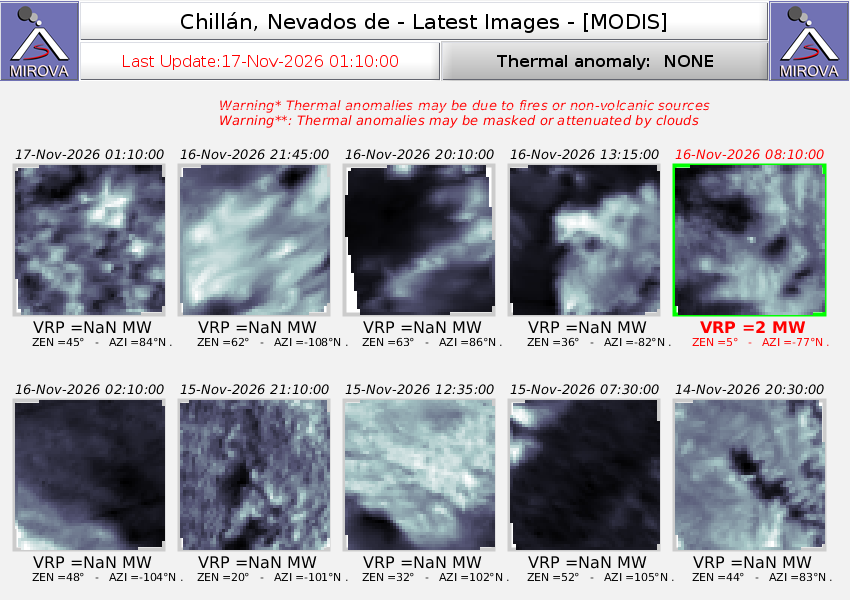 Chillán, Nevados de - Latest Images - [MODIS]
MIROVA
Last Update:17-Nov-2026 01:10:00
Thermal anomaly: NONE
MIROVA
Warning* Thermal anomalies may be due to fires or non-volcanic sources
Warning**: Thermal anomalies may be masked or attenuated by clouds
17-Nov-2026 01:10:00
16-Nov-2026 21:45:00
16-Nov-2026 20:10:00
16-Nov-2026 13:15:00
16-Nov-2026 08:10:00
VRP =NaN MW
VRP =NaN MW
VRP =NaN MW
VRP =NaN MW
VRP =2 MW
ZEN =45° - AZI =84°N .
ZEN =62° - AZI =-108°N .
ZEN =63° - AZI =86°N .
ZEN =36° - AZI =-82°N .
ZEN =5° - AZI =-77°N .
16-Nov-2026 02:10:00
15-Nov-2026 21:10:00
15-Nov-2026 12:35:00
15-Nov-2026 07:30:00
14-Nov-2026 20:30:00
VRP =NaN MW
VRP =NaN MW
VRP =NaN MW
VRP =NaN MW
VRP =NaN MW
ZEN =48° - AZI =-104°N .
ZEN =20° - AZI =-101°N .
ZEN =32° - AZI =102°N .
ZEN =52° - AZI =105°N .
ZEN =44° - AZI =83°N .